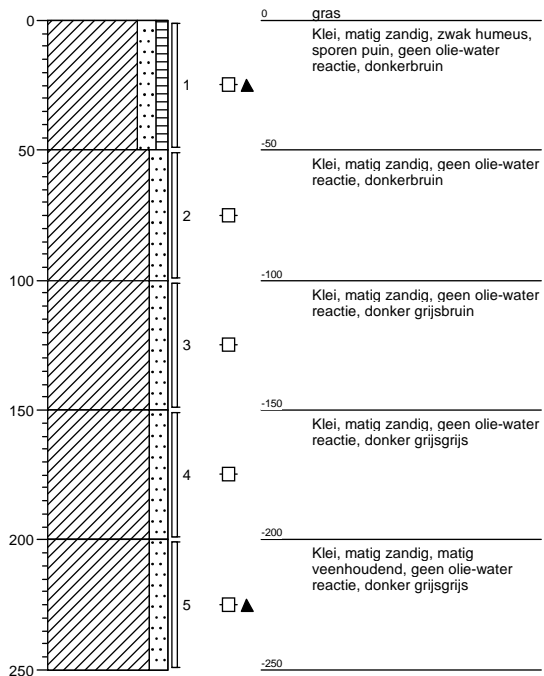 0
0
gras
Klei, matig zandig, zwak humeus,
sporen puin, geen olie-water
reactie, donkerbruin
1
50
-50
Klei, matig zandig, geen olie-water
reactie, donkerbruin
2
100
-100
Klei, matig zandig, geen olie-water
reactie, donker grijsbruin
3
150
-150
Klei, matig zandig, geen olie-water
reactie, donker grijsgrijs
4
200
-200
Klei, matig zandig, matig
veenhoudend, geen olie-water
reactie, donker grijsgrijs
5
250
-250